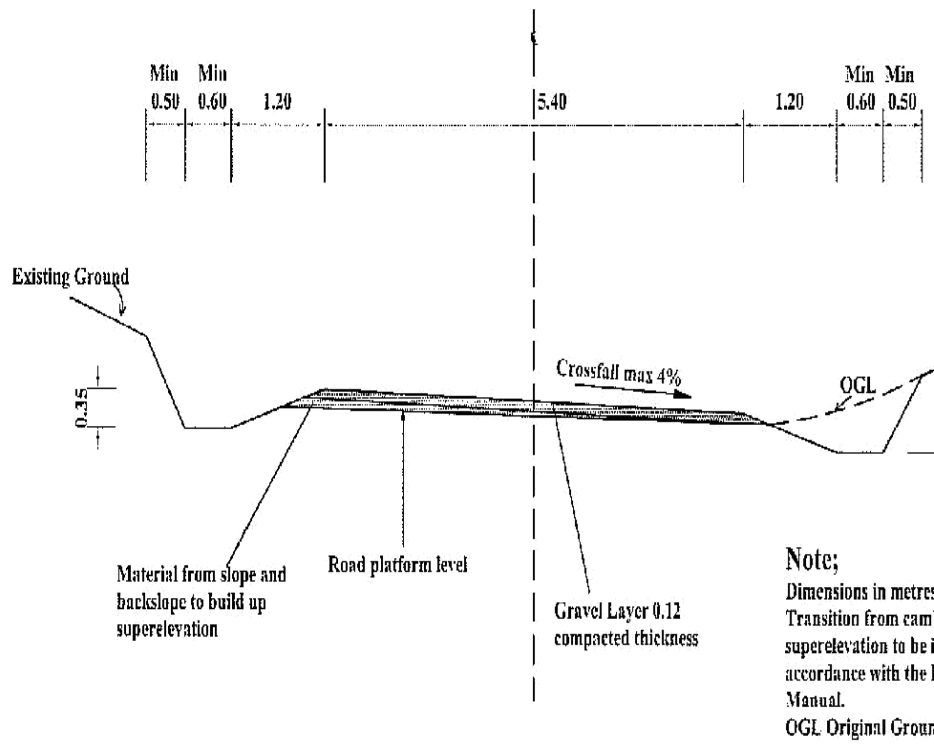 Min Min Min Min
0.50 0.60 1.20 5.40 1.20 0.60 0.50
Existing Ground
Crossfall max 4%
OGL
0.35
Material from slope and
backslope to build up
superelevation
Road platform level
Gravel Layer 0.12
compacted thickness
Note;
Dimensions in metres
Transition from cam
superelevation to be i
accordance with the
Manual.
OGL Original Groun